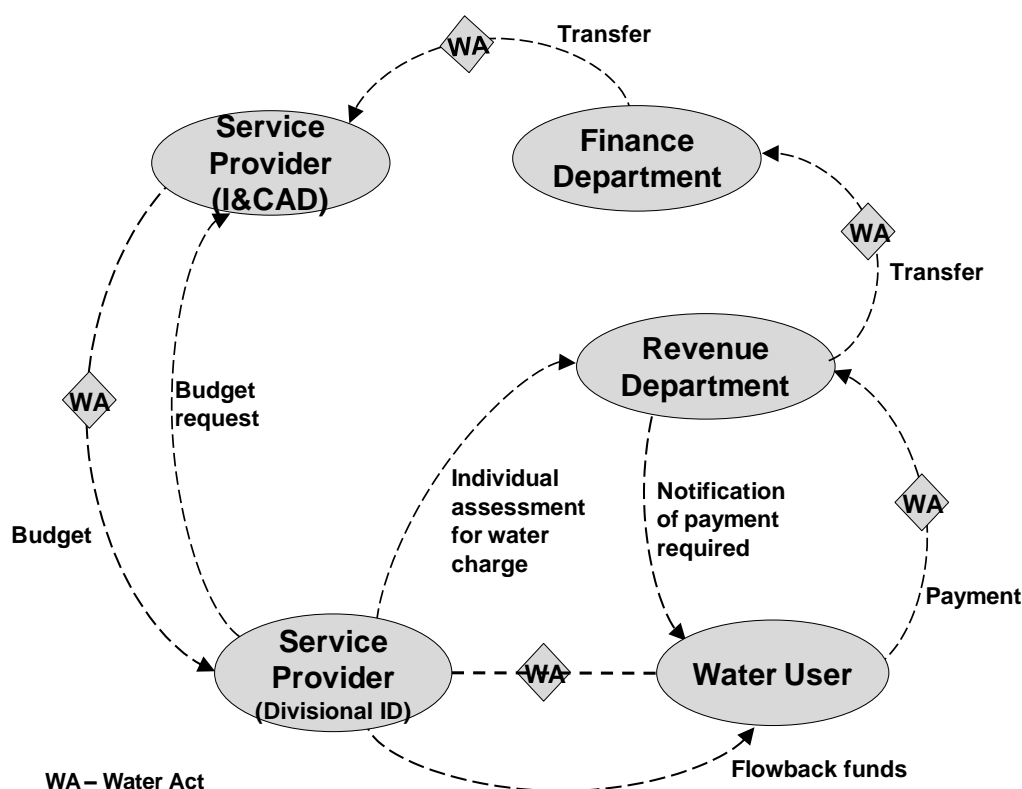 WA
Transfer
Service
Provider
(I&CAD)
Finance
Department
WA
Transfer
Revenue
Department
WA
Budget
request
Individual
assessment
for water
charge
Notification
of payment
required
WA
Budget
Payment
Service
Provider
(Divisional ID)
WA
Water User
Flowback funds
WA – Water Act